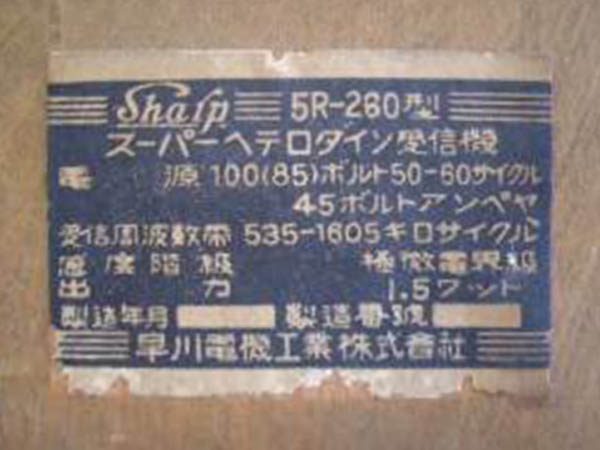 Sharp 5R-260型
スーパーヘテロダイン受信機
電源 100(85)ボルト50-60サイクル
45ボルトアンペヤ
受信周波数帯 535-1605キロサイクル
感度階級 極微電界級
出力 1.5ワット
製造年月 製造番號
早川電機工業株式會社